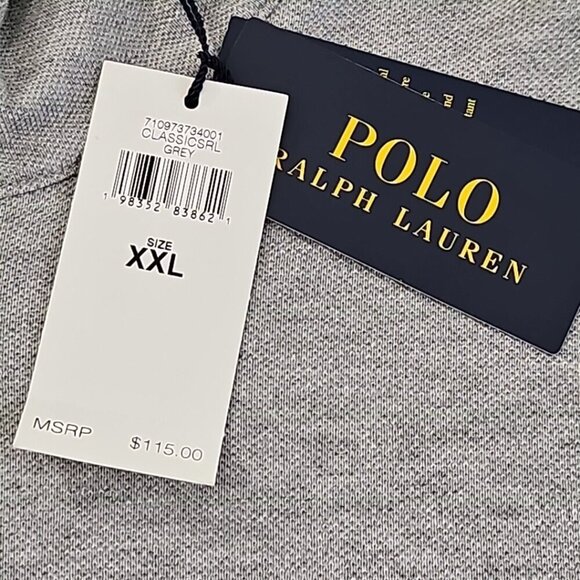 710973734001
CLASSICSRL
GREY
1 98352 83862 1
SIZE
XXL
MSRP $115.00
POLO
RALPH LAUREN